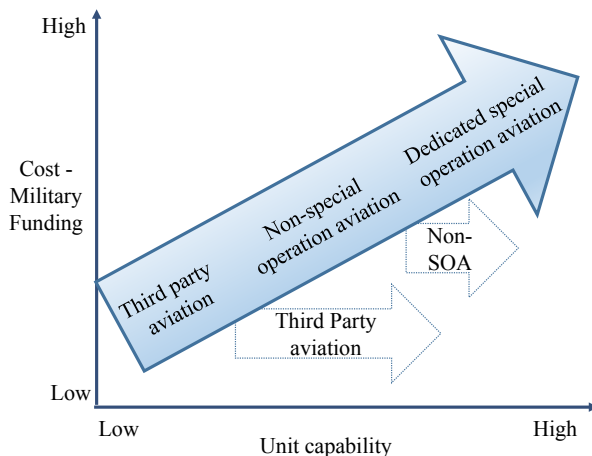 High
Cost -
Military
Funding
Low
Third party
aviation
Non-special
operation aviation
Dedicated special
operation aviation
Non-
SOA
Third Party
aviation
Low
High
Unit capability